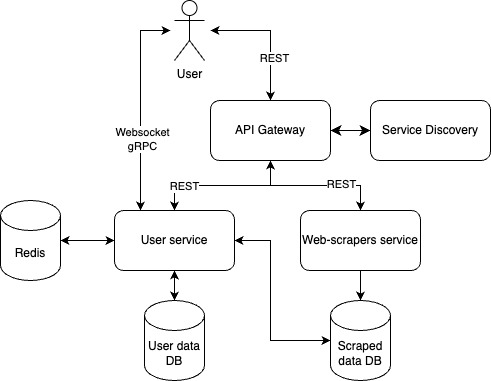 User
REST
Websocket
gRPC
API Gateway
Service Discovery
REST
REST
Redis
User service
Web-scrapers service
User data
DB
Scraped
data DB